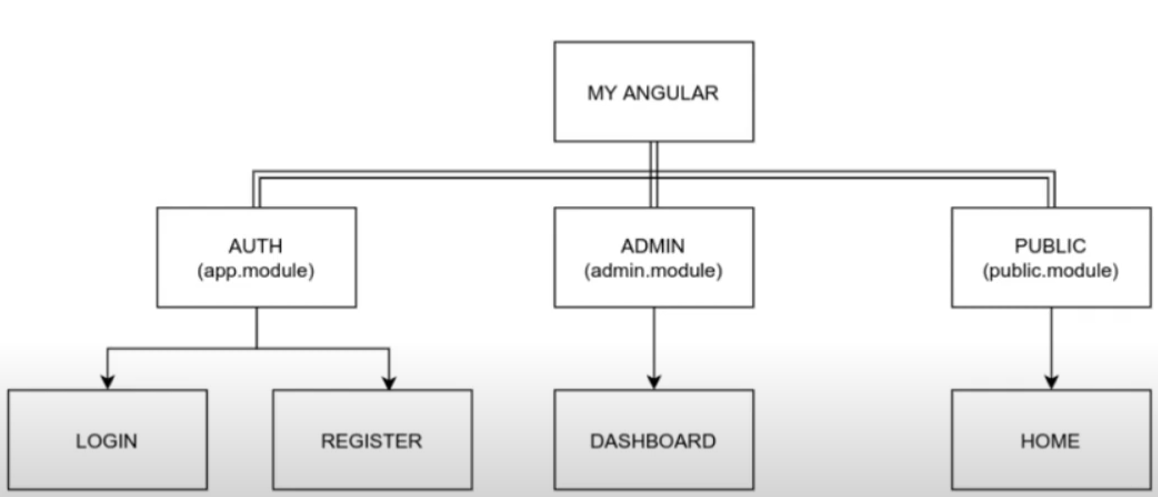 MY ANGULAR
AUTH
(app.module)
ADMIN
(admin.module)
PUBLIC
(public.module)
LOGIN
REGISTER
DASHBOARD
HOME